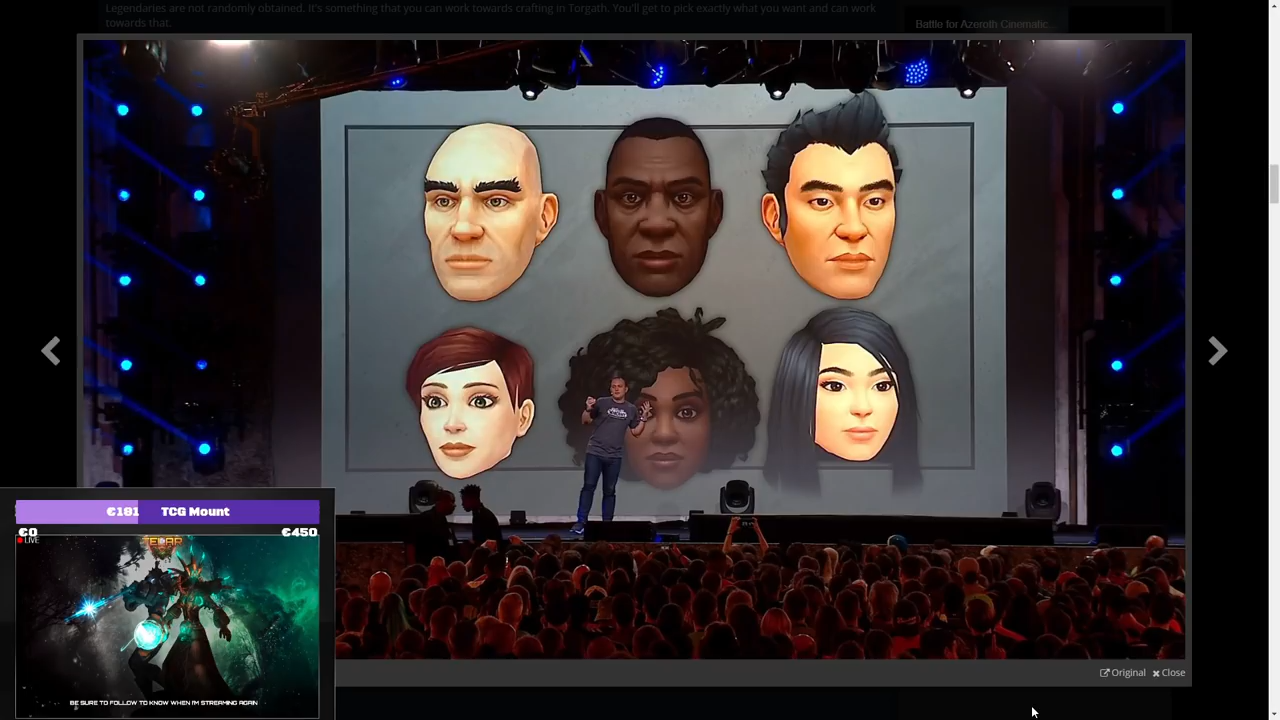 Legendaries are not randomly obtained. It's something that you can work towards crafting in Torgath. You'll get to pick exactly what you want and can work
towards that.
Battle for Azeroth Cinematic...
€181 TCG Mount
€0 €450
LIVE
BE SURE TO FOLLOW TO KNOW WHEN I'M STREAMING AGAIN
Original Close